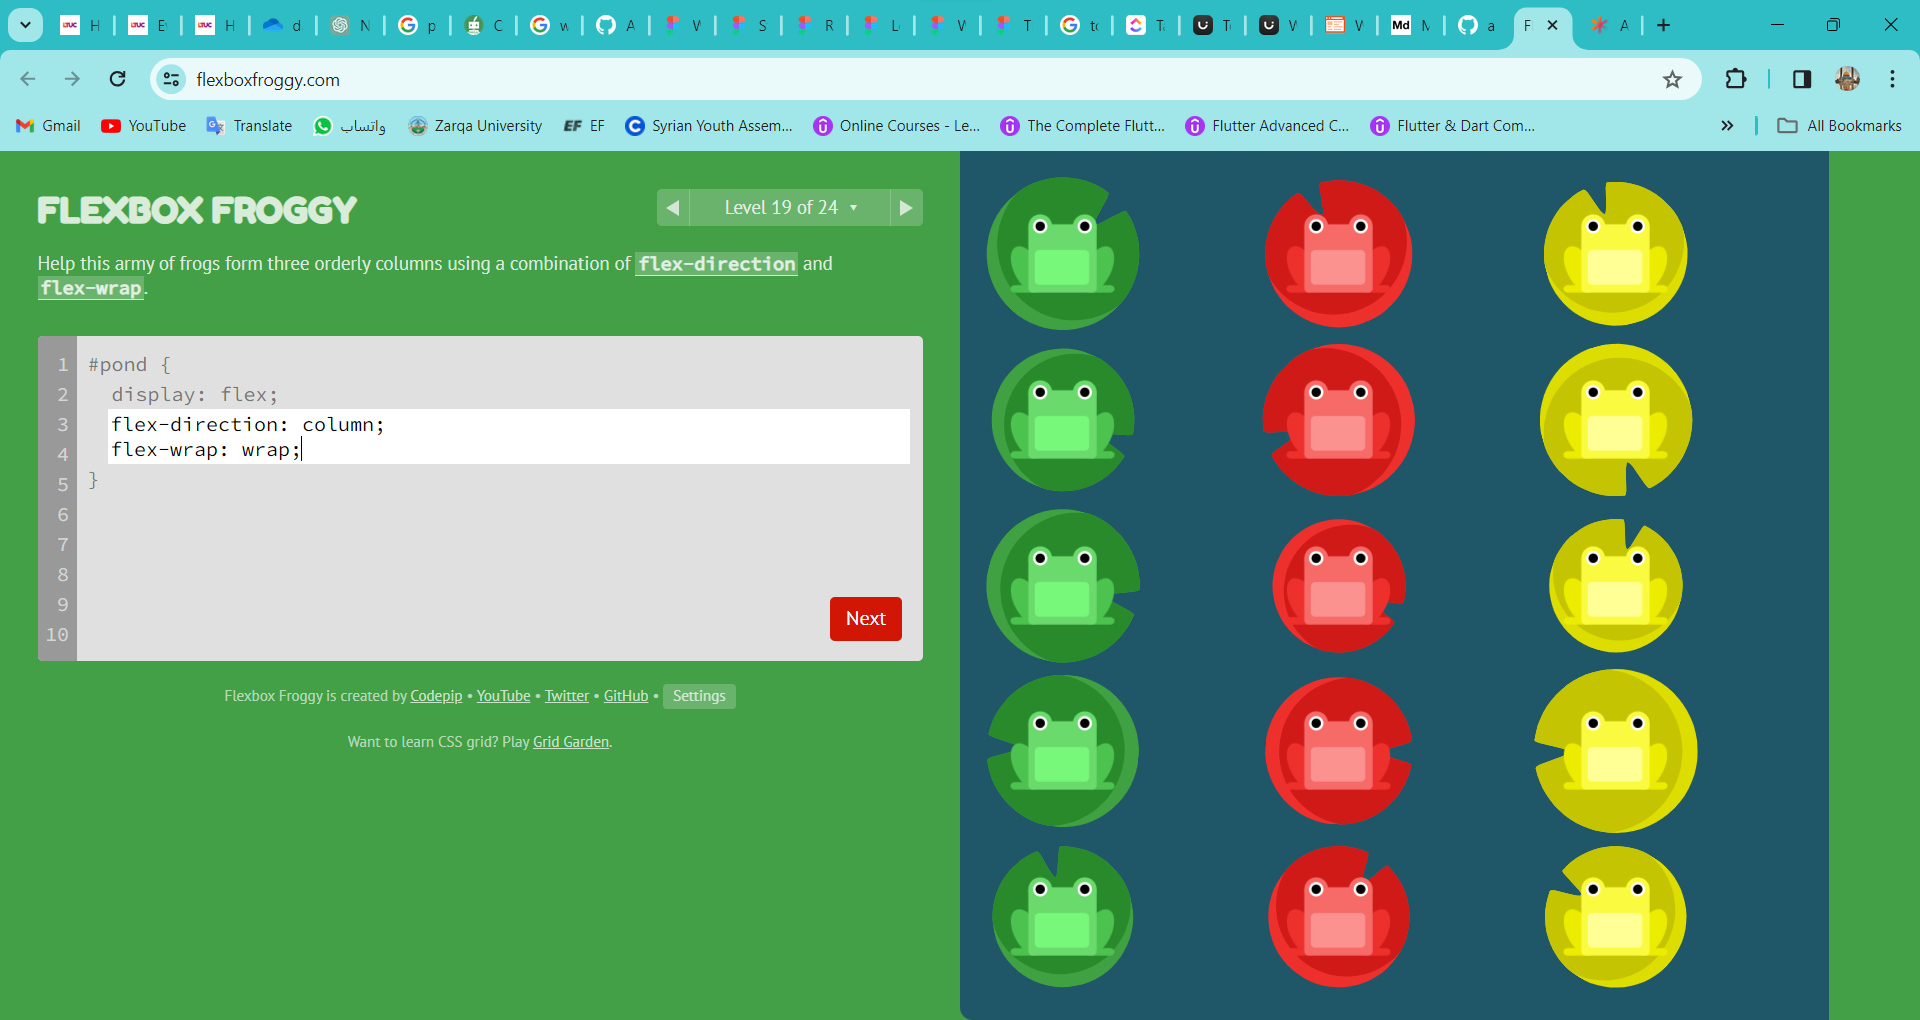 H
E
H
d
N
p
C
w
A
V
S
R
L
V
T
tc
T
T
V
V
Md
a
F
A
flexboxfroggy.com
Gmail
YouTube
Translate
واتساب
Zarqa University
EF EF
Syrian Youth Assem...
Online Courses - Le...
The Complete Flutt...
Flutter Advanced C...
Flutter & Dart Com...
All Bookmarks
FLEXBOX FROGGY
Level 19 of 24
Help this army of frogs form three orderly columns using a combination of flex-direction and
flex-wrap.
1 #pond {
2 display: flex;
3 flex-direction: column;
4 flex-wrap: wrap;
5 }
6
7
8
9
10
Next
Flexbox Froggy is created by Codepip • YouTube • Twitter • GitHub • Settings
Want to learn CSS grid? Play Grid Garden.